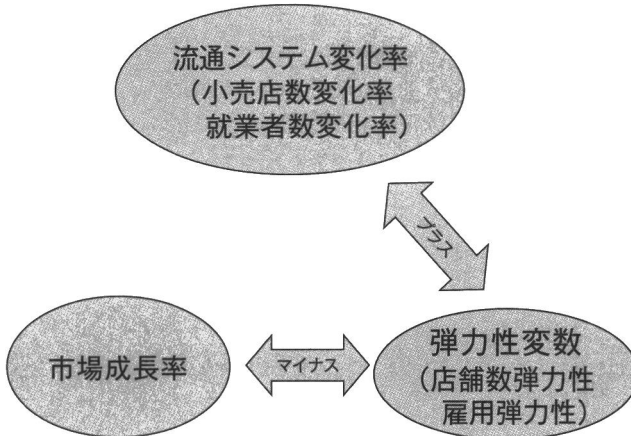 流通システム変化率
(小売店数変化率
就業者数変化率)
プラス
市場成長率
マイナス
弾力性変数
(店舗数弾力性
雇用弾力性)